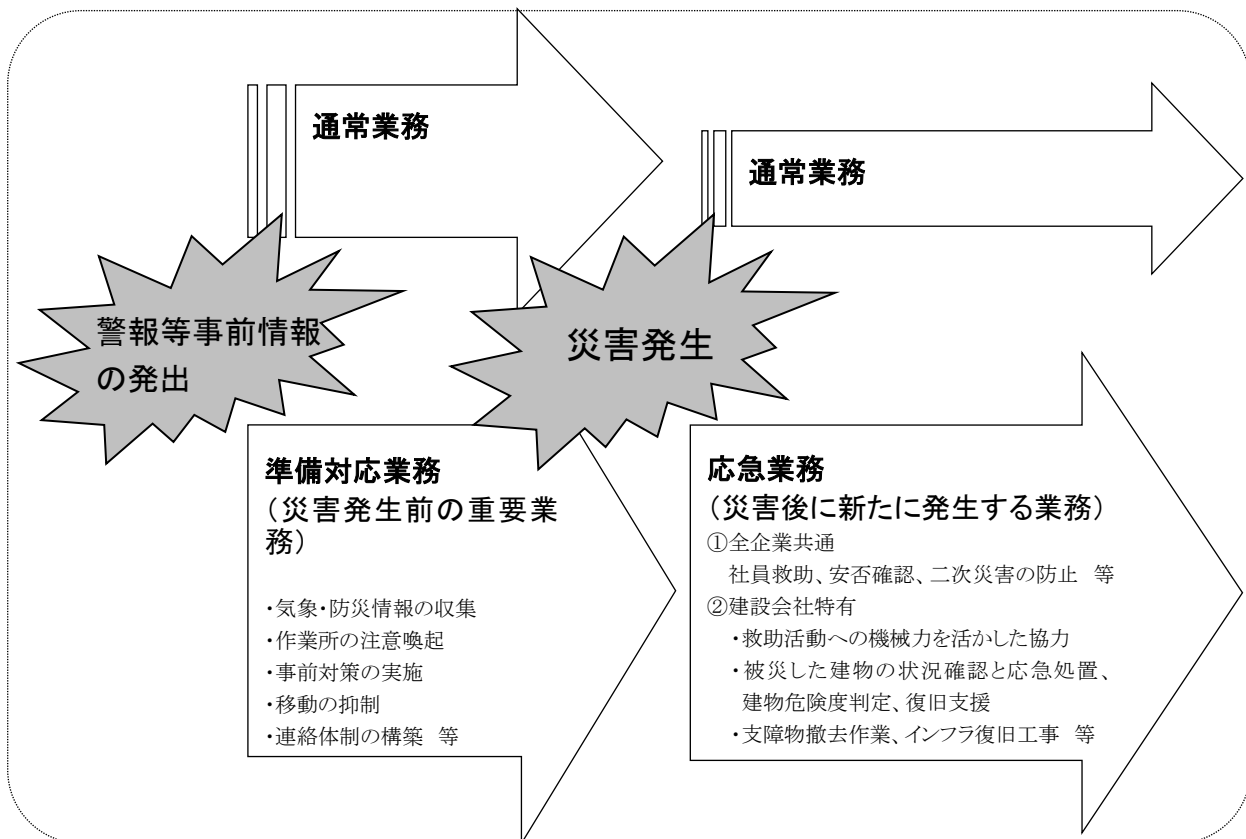 通常業務
通常業務
警報等事前情報
の発出
災害発生
準備対応業務
（災害発生前の重要業
務）
・気象・防災情報の収集
・作業所の注意喚起
・事前対策の実施
・移動の抑制
・連絡体制の構築　等
応急業務
（災害後に新たに発生する業務）
①全企業共通
社員救助、安否確認、二次災害の防止　等
②建設会社特有
・救助活動への機械力を活かした協力
・被災した建物の状況確認と応急処置、
建物危険度判定、復旧支援
・支障物撤去作業、インフラ復旧工事　等